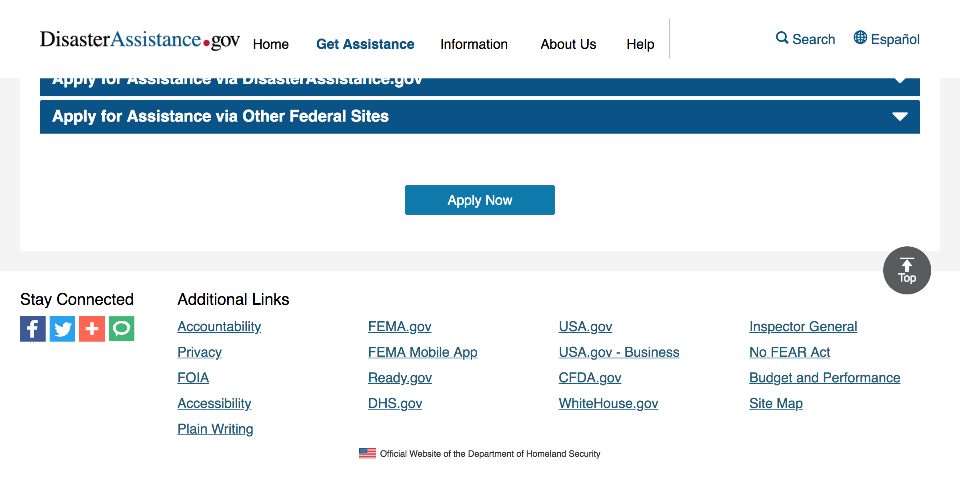 DisasterAssistance.gov
Home Get Assistance Information About Us Help Search Español
Apply for Assistance via DisasterAssistance.gov
Apply for Assistance via Other Federal Sites
Apply Now
Top
Stay Connected
Additional Links
Accountability FEMA.gov USA.gov Inspector General
Privacy FEMA Mobile App USA.gov - Business No FEAR Act
FOIA Ready.gov CFDA.gov Budget and Performance
Accessibility DHS.gov WhiteHouse.gov Site Map
Plain Writing
Official Website of the Department of Homeland Security